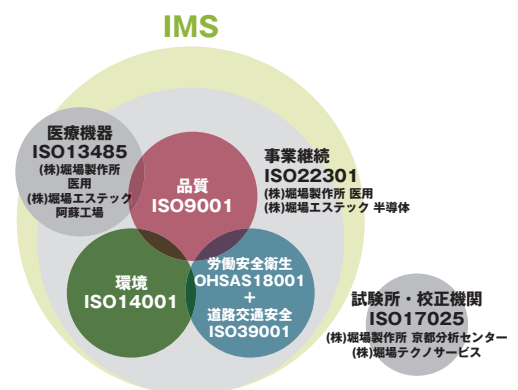 IMS
医療機器
ISO13485
(株)堀場製作所
医用
(株)堀場エステック
阿蘇工場
品質
ISO9001
事業継続
ISO22301
(株)堀場製作所 医用
(株)堀場エステック 半導体
環境
ISO14001
労働安全衛生
OHSAS18001
+
道路交通安全
ISO39001
試験所・校正機関
ISO17025
(株)堀場製作所 京都分析センター
(株)堀場テクノサービス